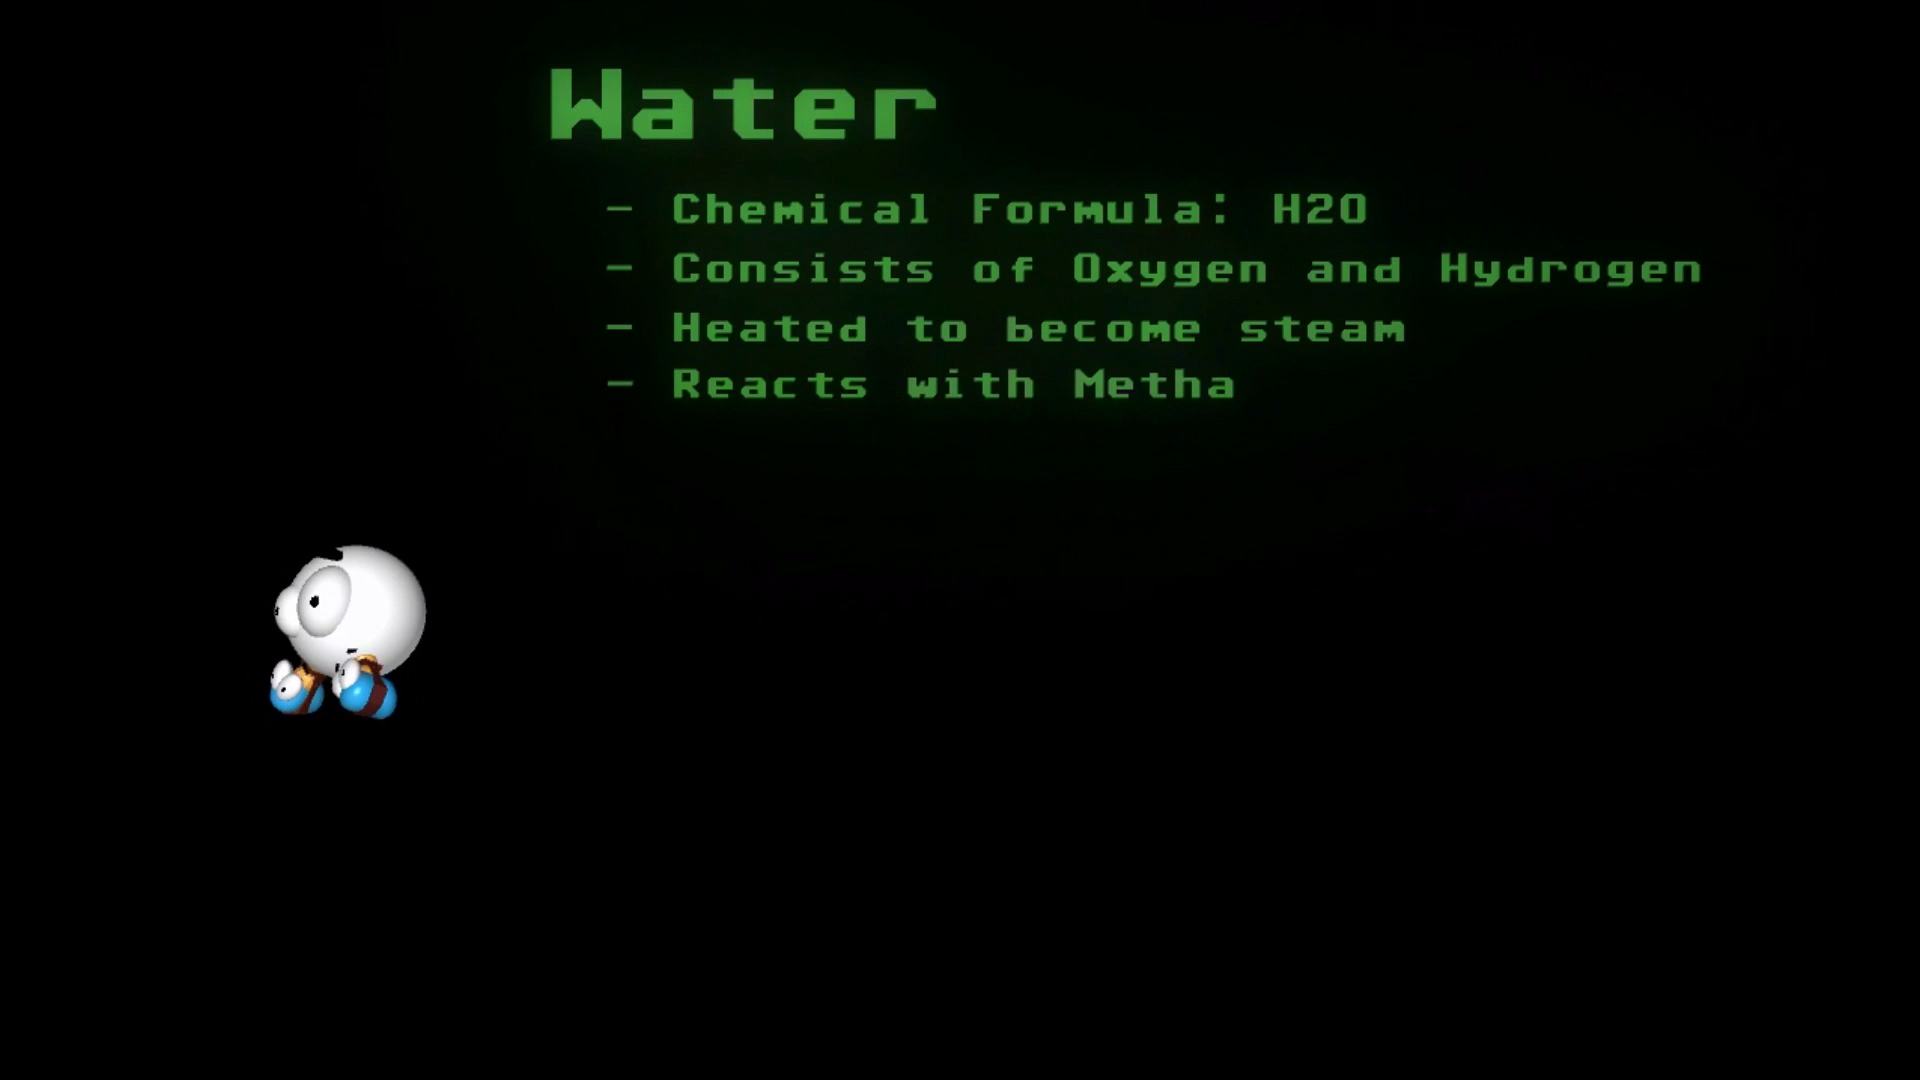 Water
- Chemical Formula: H2O
- Consists of Oxygen and Hydrogen
- Heated to become steam
- Reacts with Metha